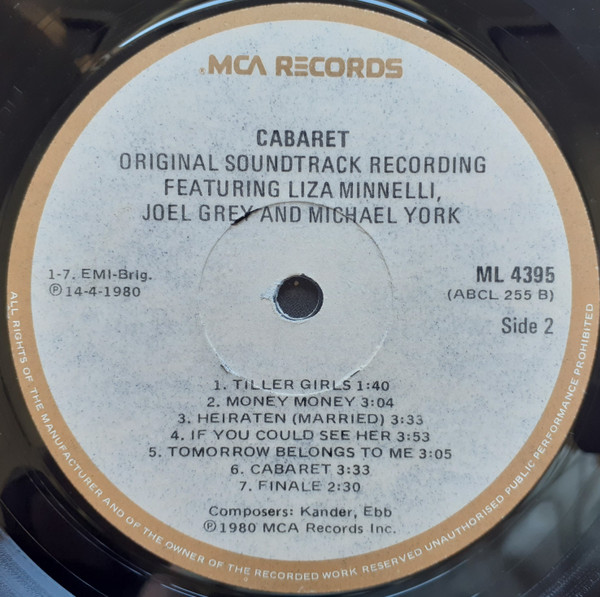 MCA RECORDS
CABARET
ORIGINAL SOUNDTRACK RECORDING
FEATURING LIZA MINNELLI,
JOEL GREY AND MICHAEL YORK
1-7. EMI-Brig.
℗ 14-4-1980
ML 4395
(ABCL 255 B)
Side 2
1. TILLER GIRLS 1:40
2. MONEY MONEY 3:04
3. HEIRATEN (MARRIED) 3:33
4. IF YOU COULD SEE HER 3:53
5. TOMORROW BELONGS TO ME 3:05
6. CABARET 3:33
7. FINALE 2:30
Composers: Kander, Ebb
℗ 1980 MCA Records Inc.
ALL RIGHTS OF THE MANUFACTURER AND OF THE OWNER OF THE RECORDED WORK RESERVED UNAUTHORISED PUBLIC PERFORMANCE PROHIBITED